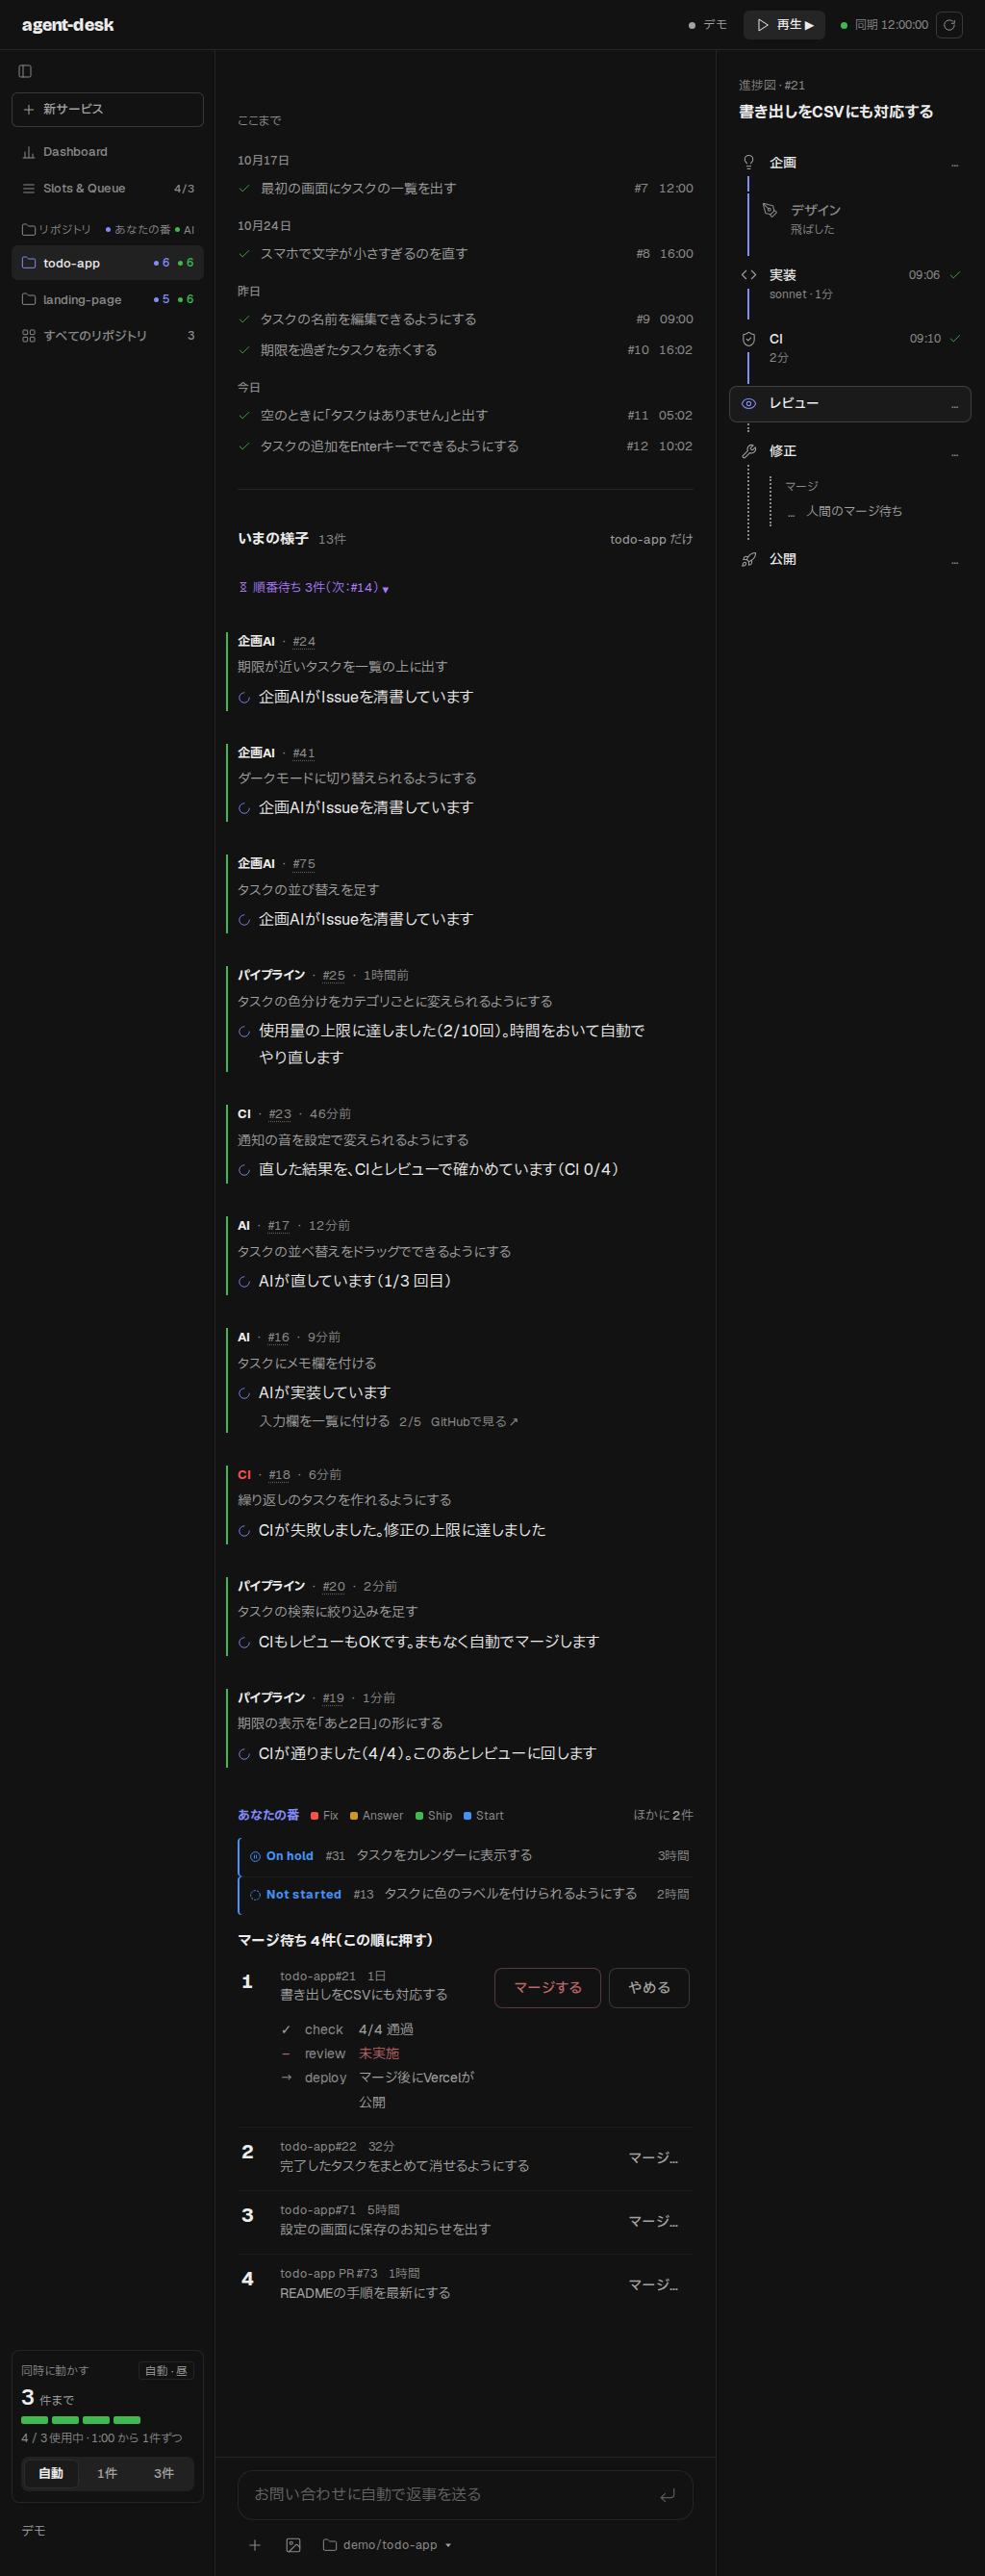 agent-desk
デモ
再生 ▶
同期 12:00:00
新サービス
Dashboard
Slots & Queue 4/3
リポジトリ あなたの番 AI
todo-app 6 6
landing-page 5 6
すべてのリポジトリ 3
同時に動かす 自動・昼
3 件まで
4 / 3 使用中・1:00 から 1件ずつ
自動 1件 3件
デモ
ここまで
10月17日
最初の画面にタスクの一覧を出す #7 12:00
10月24日
スマホで文字が小さすぎるのを直す #8 16:00
昨日
タスクの名前を編集できるようにする #9 09:00
期限を過ぎたタスクを赤くする #10 16:02
今日
空のときに「タスクはありません」と出す #11 05:02
タスクの追加をEnterキーでできるようにする #12 10:02
いまの様子 13件 todo-app だけ
順番待ち 3件(次:#14) ▾
企画AI · #24
期限が近いタスクを一覧の上に出す
企画AIがIssueを清書しています
企画AI · #41
ダークモードに切り替えられるようにする
企画AIがIssueを清書しています
企画AI · #75
タスクの並び替えを足す
企画AIがIssueを清書しています
パイプライン · #25 · 1時間前
タスクの色分けをカテゴリごとに変えられるようにする
使用量の上限に達しました(2/10回)。時間をおいて自動で
やり直します
CI · #23 · 46分前
通知の音を設定で変えられるようにする
直した結果を、CIとレビューで確かめています(CI 0/4)
AI · #17 · 12分前
タスクの並べ替えをドラッグでできるようにする
AIが直しています(1/3 回目)
AI · #16 · 9分前
タスクにメモ欄を付ける
AIが実装しています
入力欄を一覧に付ける 2/5 GitHubで見る ↗
CI · #18 · 6分前
繰り返しのタスクを作れるようにする
CIが失敗しました。修正の上限に達しました
パイプライン · #20 · 2分前
タスクの検索に絞り込みを足す
CIもレビューもOKです。まもなく自動でマージします
パイプライン · #19 · 1分前
期限の表示を「あと2日」の形にする
CIが通りました(4/4)。このあとレビューに回します
あなたの番 Fix Answer Ship Start ほかに 2件
On hold #31 タスクをカレンダーに表示する 3時間
Not started #13 タスクに色のラベルを付けられるようにする 2時間
マージ待ち 4件(この順に押す)
1 todo-app#21 1日
書き出しをCSVにも対応する
マージする やめる
✓ check 4/4 通過
– review 未実施
→ deploy マージ後にVercelが
公開
2 todo-app#22 32分
完了したタスクをまとめて消せるようにする
マージ…
3 todo-app#71 5時間
設定の画面に保存のお知らせを出す
マージ…
4 todo-app PR#73 1時間
READMEの手順を最新にする
マージ…
お問い合わせに自動で返事を送る
demo/todo-app ▾
進捗図・#21
書き出しをCSVにも対応する
企画 …
デザイン
飛ばした
実装 09:06
sonnet・1分
CI 09:10
2分
レビュー …
修正 …
マージ
… 人間のマージ待ち
公開 …